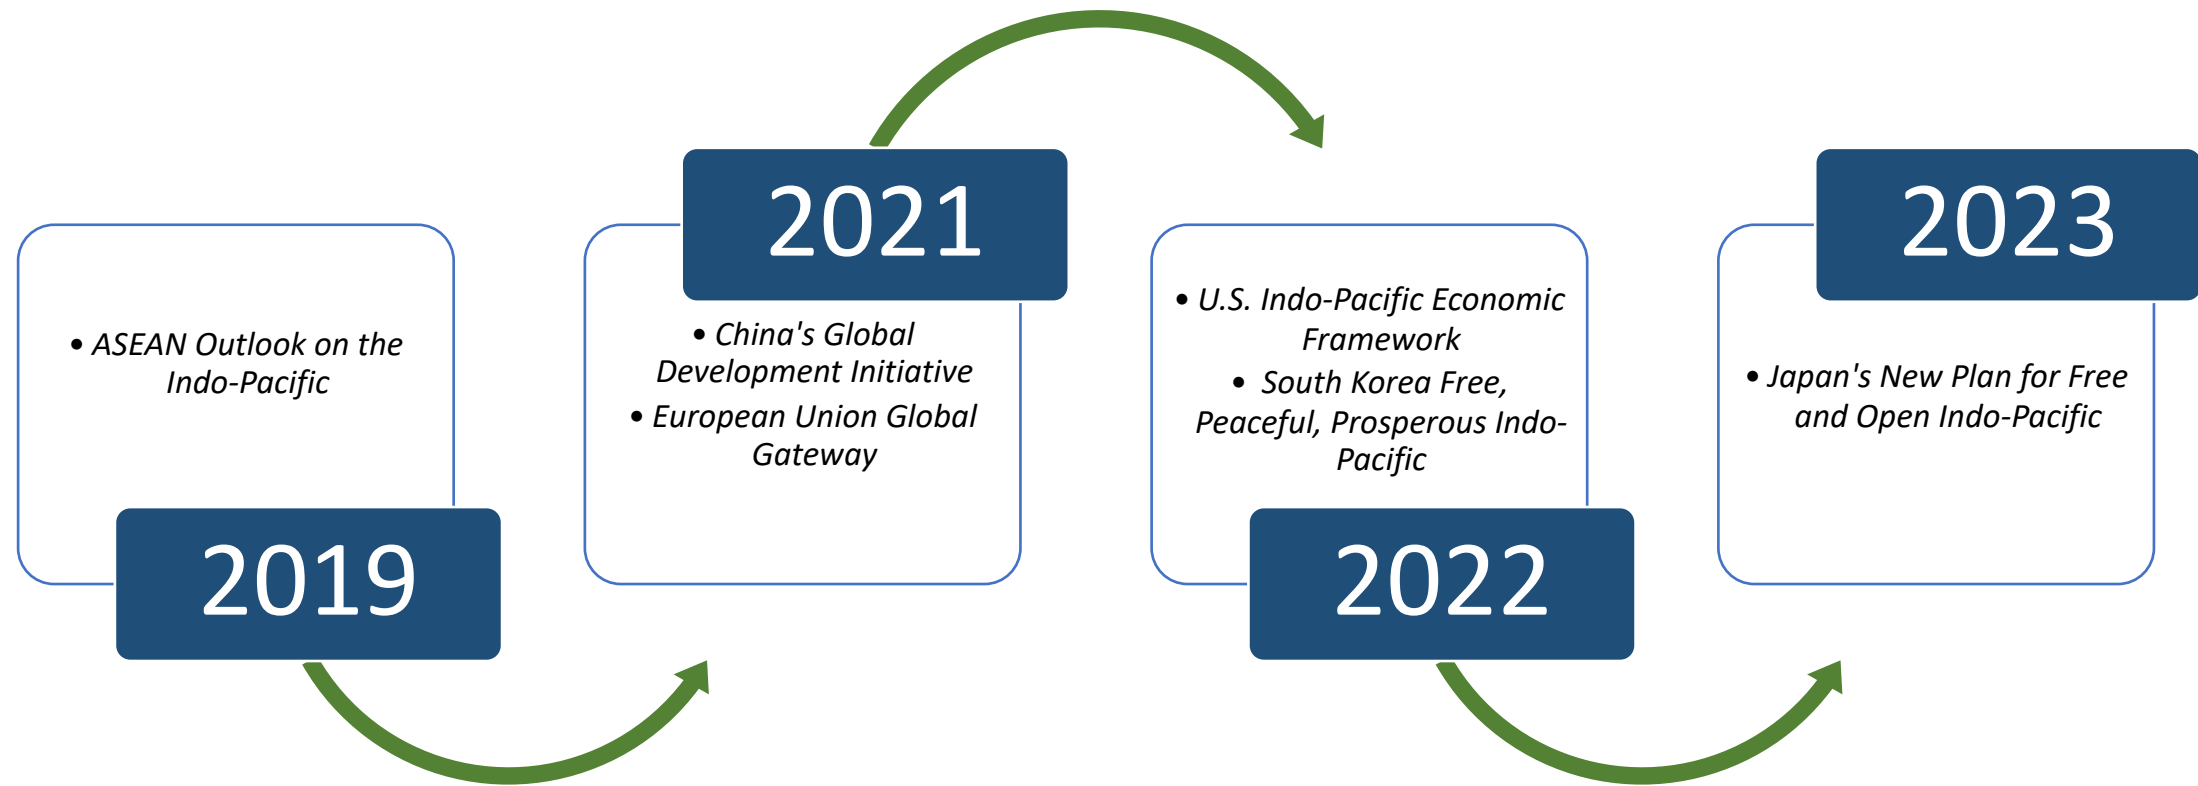 • ASEAN Outlook on the
Indo-Pacific
2019
2021
• China's Global
Development Initiative
• European Union Global
Gateway
• U.S. Indo-Pacific Economic
Framework
• South Korea Free,
Peaceful, Prosperous Indo-
Pacific
2022
2023
• Japan's New Plan for Free
and Open Indo-Pacific